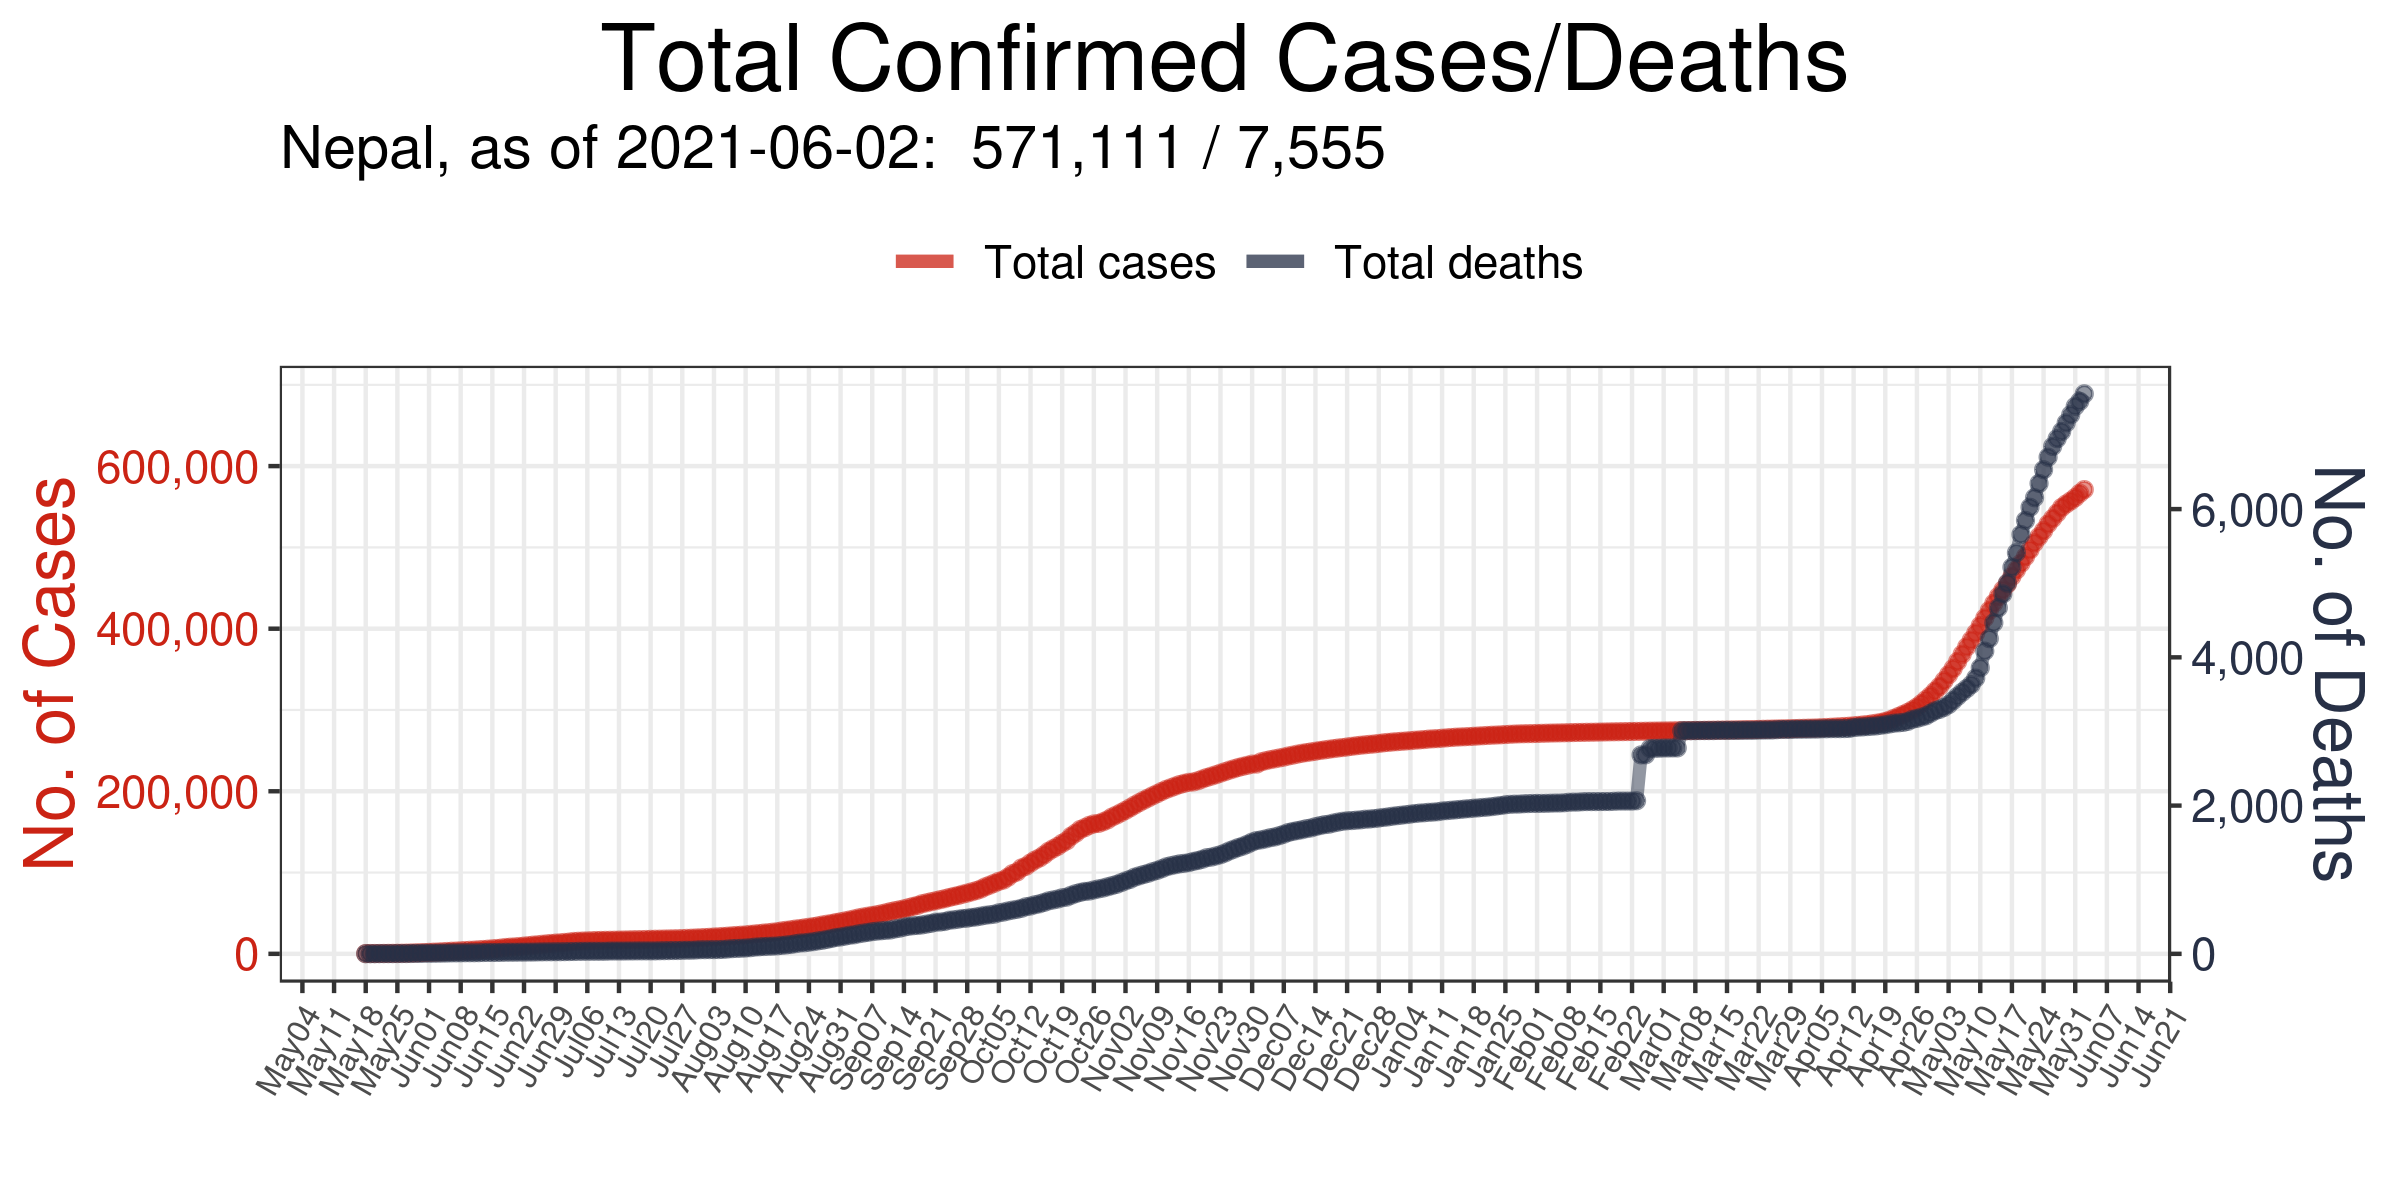 Total Confirmed Cases/Deaths
Nepal, as of 2021-06-02:  571,111 / 7,555
Total cases
Total deaths
No. of Cases
600,000
400,000
200,000
0
6,000
4,000
2,000
0
No. of Deaths
May04
May11
May18
May25
Jun01
Jun08
Jun15
Jun22
Jun29
Jul06
Jul13
Jul20
Jul27
Aug03
Aug10
Aug17
Aug24
Aug31
Sep07
Sep14
Sep21
Sep28
Oct05
Oct12
Oct19
Oct26
Nov02
Nov09
Nov16
Nov23
Nov30
Dec07
Dec14
Dec21
Dec28
Jan04
Jan11
Jan18
Jan25
Feb01
Feb08
Feb15
Feb22
Mar01
Mar08
Mar15
Mar22
Mar29
Apr05
Apr12
Apr19
Apr26
May03
May10
May17
May24
May31
Jun07
Jun14
Jun21